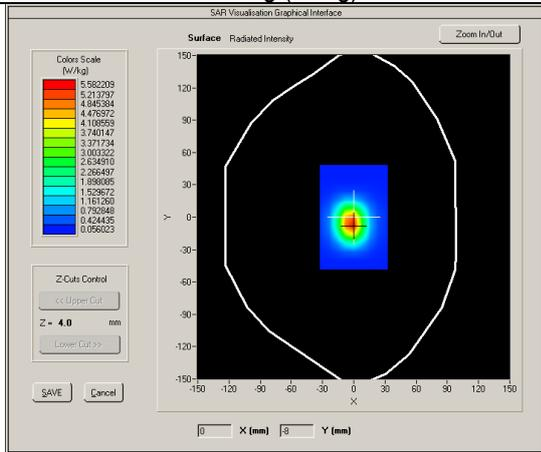 SAR Visualisation Graphical Interface
Surface Radiated Intensity
Zoom In/Out
Colors Scale
(W/kg)
5.582209
5.213797
4.845384
4.476972
4.108559
3.740147
3.371734
3.003322
2.634910
2.266497
1.898085
1.529672
1.161260
0.792848
0.424435
0.056023
Z-Cuts Control
<< Upper Cut
Z = 4.0 mm
Lower Cut >>
SAVE Cancel
150
120
90
60
30
0
-30
-60
-90
-120
-150
Y
-150 -120 -90 -60 -30 0 30 60 90 120 150
X
0 X (mm) -8 Y (mm)